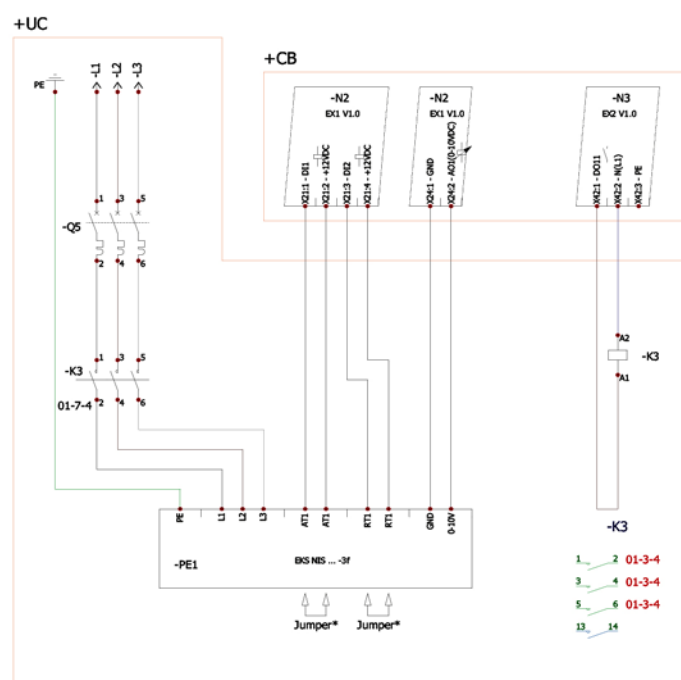 +UC
+CB
PE
-L1
-L2
-L3
-N2
EX1 V1.0
X21:1 - DI1
X21:2 - +12VDC
X21:3 - DI2
X21:4 - +12VDC
-N2
EX1 V1.0
X24:1 - GND
X24:2 - AO1(0-10VDC)
-N3
EX2 V1.0
X42:1 - DO11
X42:2 - N(L1)
X42:3 - PE
-Q5
1
3
5
2
4
6
-K3
01-7-4
1
3
5
2
4
6
A2
-K3
A1
PE
L1
L2
L3
AT1
AT1
RT1
RT1
GND
0-10V
-PE1
EKS NIS ... -3f
Jumper*
Jumper*
-K3
1 2 01-3-4
3 4 01-3-4
5 6 01-3-4
13 14